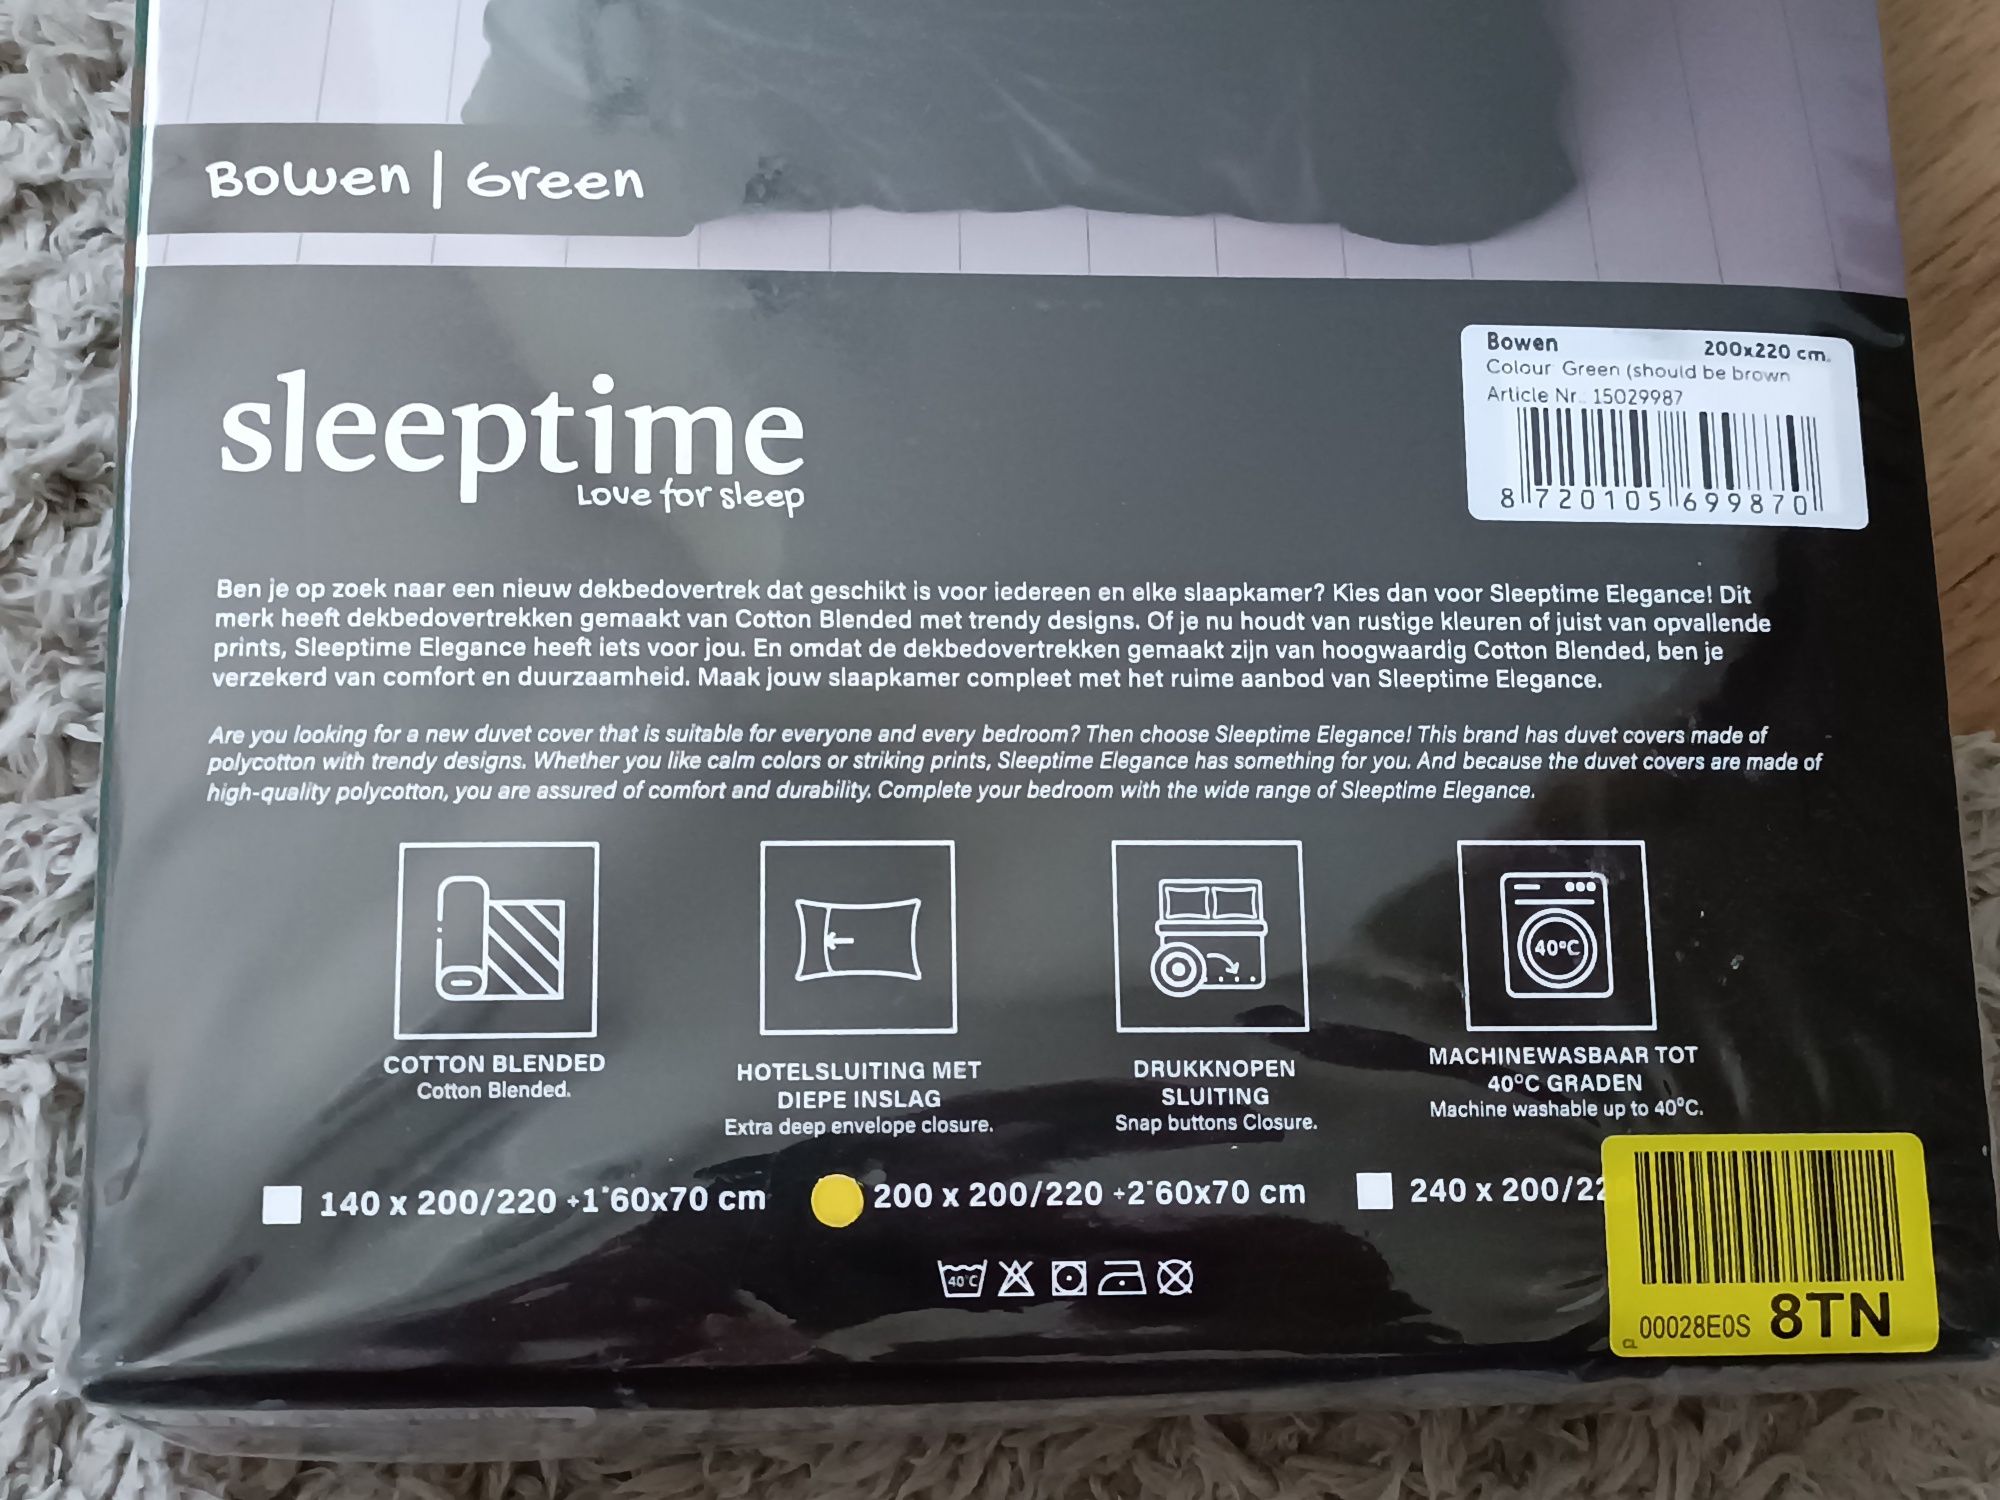 Bowen | Green
sleeptime
Love for sleep
Bowen 200x220 cm.
Colour: Green (should be brown
Article Nr.: 15029987
8 720105 699870
Ben je op zoek naar een nieuw dekbedovertrek dat geschikt is voor iedereen en elke slaapkamer? Kies dan voor Sleeptime Elegance! Dit
merk heeft dekbedovertrekken gemaakt van Cotton Blended met trendy designs. Of je nu houdt van rustige kleuren of juist van opvallende
prints, Sleeptime Elegance heeft iets voor jou. En omdat de dekbedovertrekken gemaakt zijn van hoogwaardig Cotton Blended, ben je
verzekerd van comfort en duurzaamheid. Maak jouw slaapkamer compleet met het ruime aanbod van Sleeptime Elegance.
Are you looking for a new duvet cover that is suitable for everyone and every bedroom? Then choose Sleeptime Elegance! This brand has duvet covers made of
polycotton with trendy designs. Whether you like calm colors or striking prints, Sleeptime Elegance has something for you. And because the duvet covers are made of
high-quality polycotton, you are assured of comfort and durability. Complete your bedroom with the wide range of Sleeptime Elegance.
40°C
COTTON BLENDED
Cotton Blended.
HOTELSLUITING MET
DIEPE INSLAG
Extra deep envelope closure.
DRUKKNOPEN
SLUITING
Snap buttons Closure.
MACHINEWASBAAR TOT
40°C GRADEN
Machine washable up to 40°C.
140 x 200/220 +1*60x70 cm
200 x 200/220 +2*60x70 cm
240 x 200/22
40°C
00028E0S 8TN